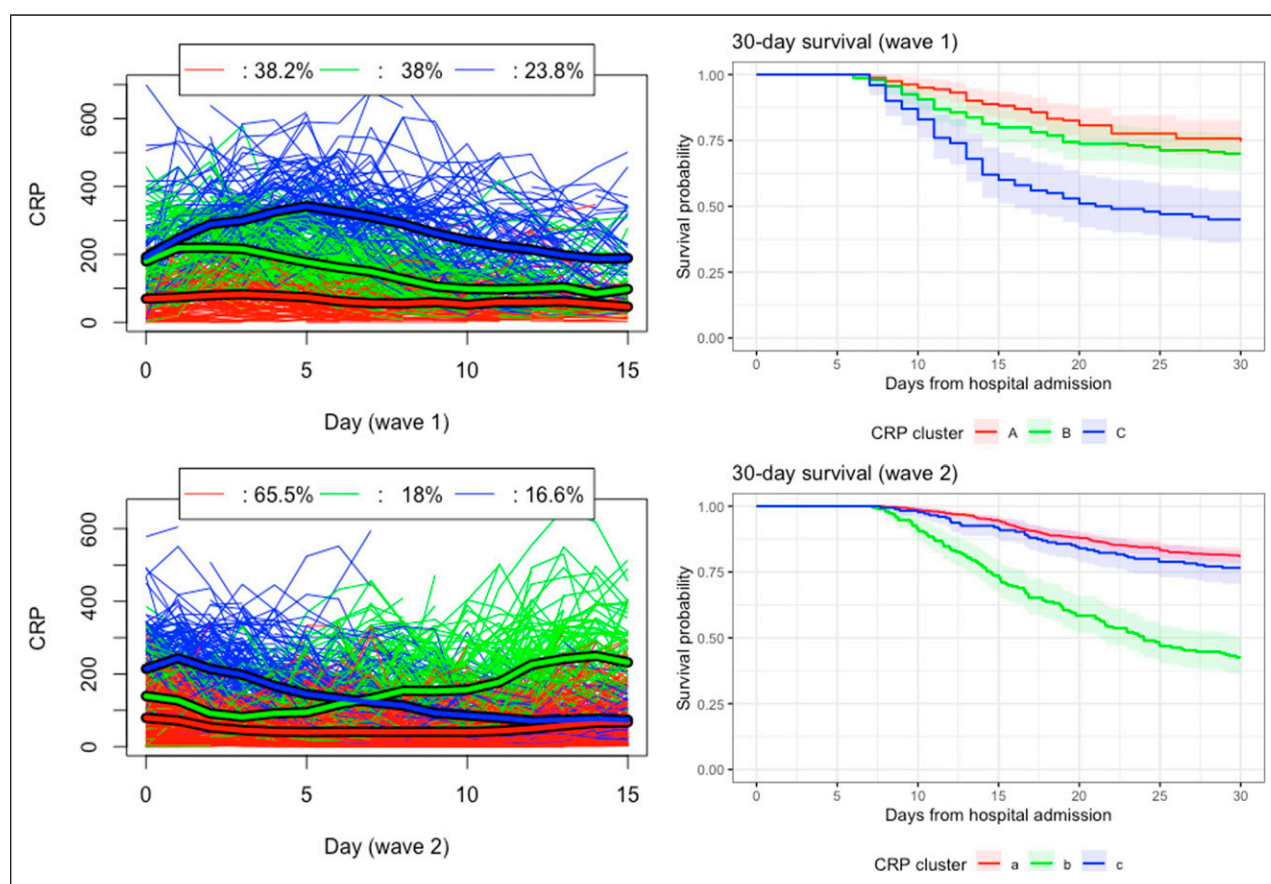 : 38.2% : 38% : 23.8%
CRP
600
400
200
0
0 5 10 15
Day (wave 1)
30-day survival (wave 1)
Survival probability
1.00
0.75
0.50
0.25
0.00
0 5 10 15 20 25 30
Days from hospital admission
CRP cluster A B C
: 65.5% : 18% : 16.6%
CRP
600
400
200
0
0 5 10 15
Day (wave 2)
30-day survival (wave 2)
Survival probability
1.00
0.75
0.50
0.25
0.00
0 5 10 15 20 25 30
Days from hospital admission
CRP cluster a b c